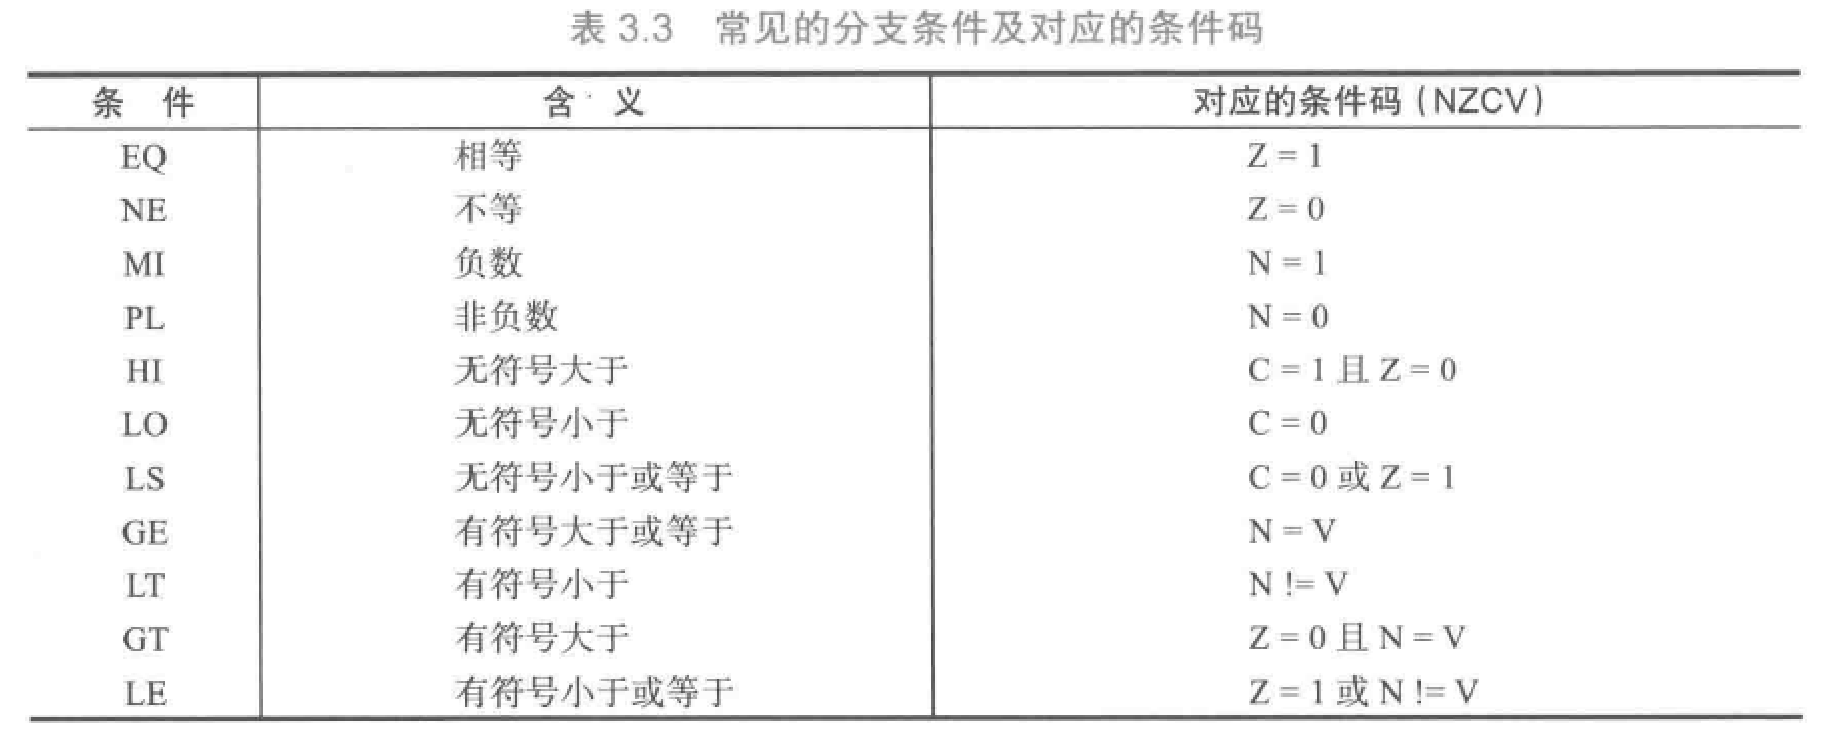 表 3.3 常见的分支条件及对应的条件码
条 件 含 义 对应的条件码（NZCV）
EQ 相等 Z = 1
NE 不等 Z = 0
MI 负数 N = 1
PL 非负数 N = 0
HI 无符号大于 C = 1 且 Z = 0
LO 无符号小于 C = 0
LS 无符号小于或等于 C = 0 或 Z = 1
GE 有符号大于或等于 N = V
LT 有符号小于 N != V
GT 有符号大于 Z = 0 且 N = V
LE 有符号小于或等于 Z = 1 或 N != V